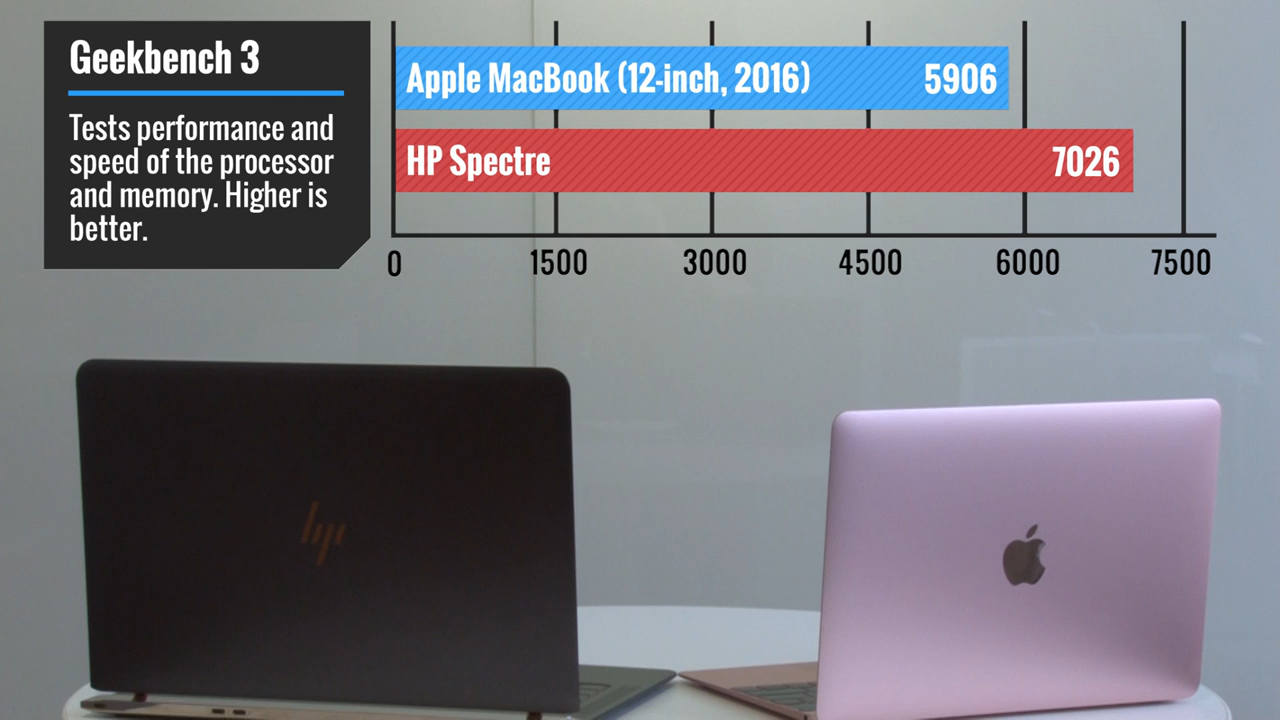 Geekbench 3
Tests performance and
speed of the processor
and memory. Higher is
better.
Apple MacBook (12-inch, 2016) 5906
HP Spectre 7026
0 1500 3000 4500 6000 7500
hp